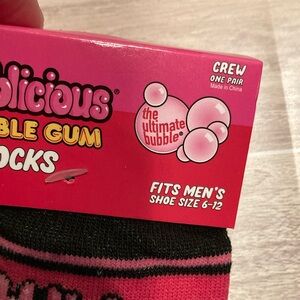 licious
BLE GUM
OCKS
CREW
ONE PAIR
Made in China
the
ultimate
bubble
FITS MEN'S
SHOE SIZE 6-12